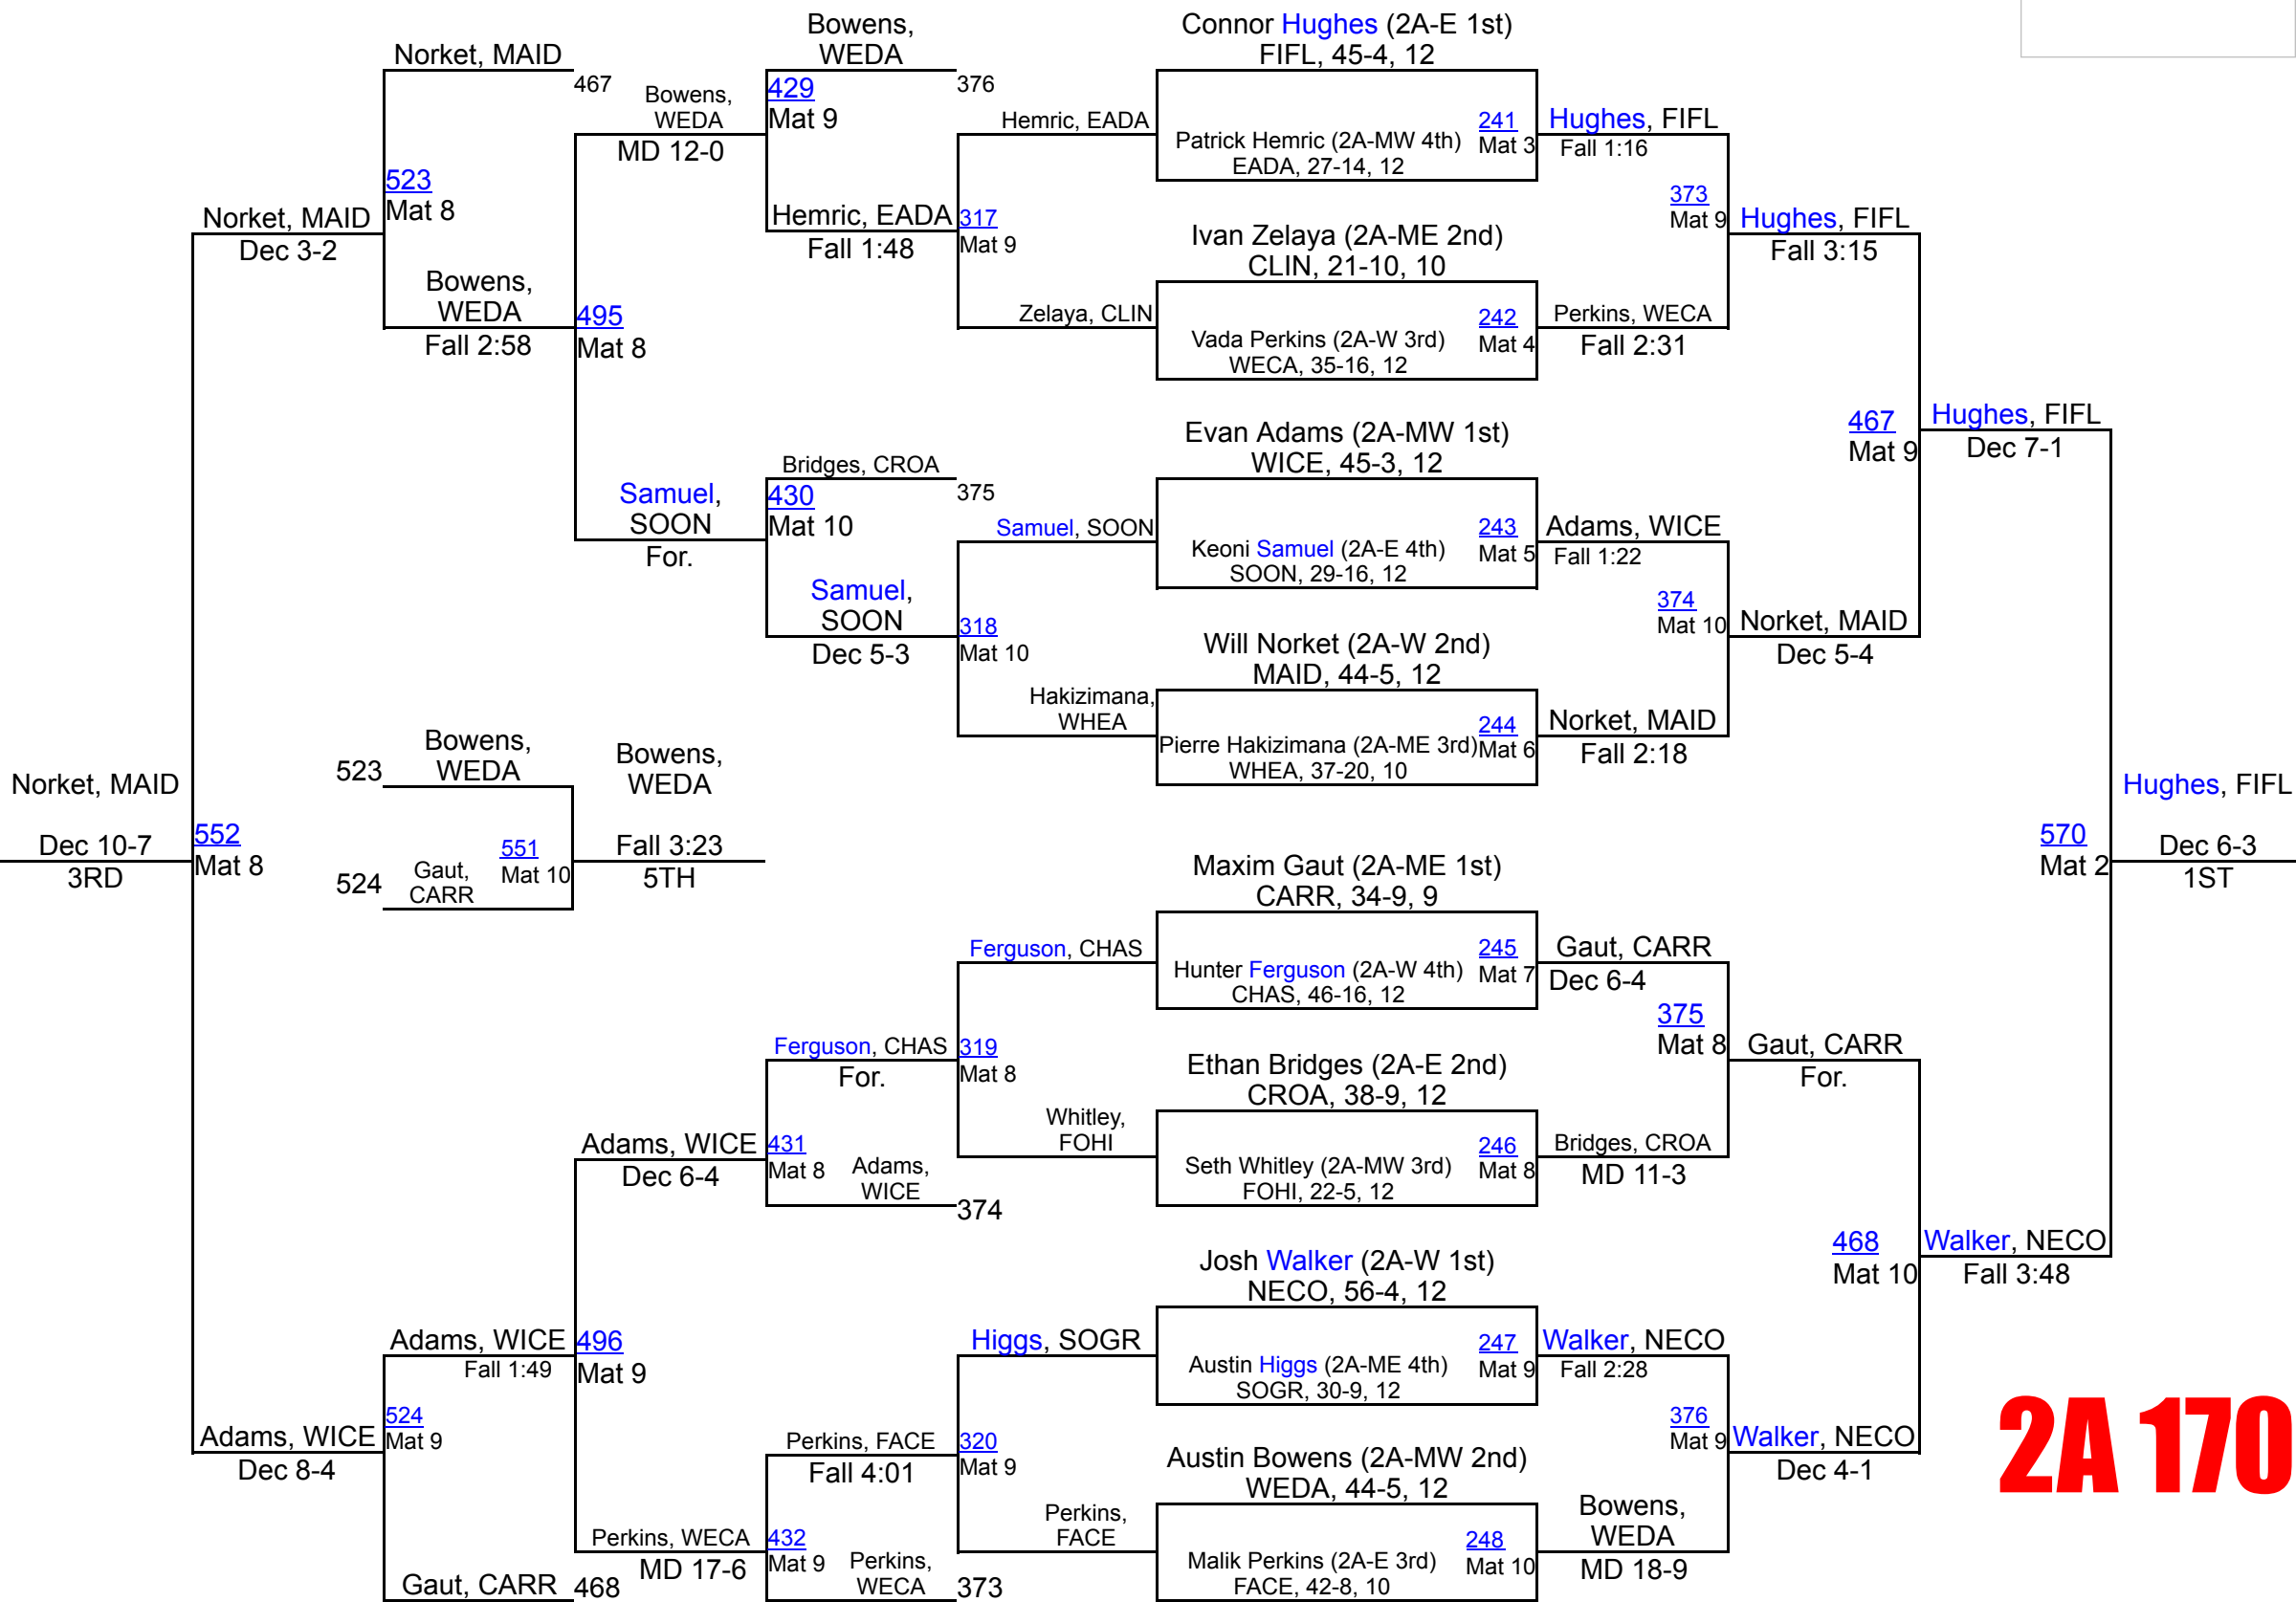 Norket, MAID
467
523
Mat 8
Norket, MAID
Dec 3-2
Bowens,
WEDA
Fall 2:58
Bowens,
WEDA
MD 12-0
495
Mat 8
Samuel,
SOON
For.
Bowens,
WEDA
376
429
Mat 9
Hemric, EADA
Fall 1:48
Bridges, CROA
375
430
Mat 10
Samuel,
SOON
Dec 5-3
Hemric, EADA
317
Mat 9
Zelaya, CLIN
Samuel, SOON
318
Mat 10
Hakizimana,
WHEA
Connor Hughes (2A-E 1st)
FIFL, 45-4, 12
241
Mat 3
Patrick Hemric (2A-MW 4th)
EADA, 27-14, 12
Ivan Zelaya (2A-ME 2nd)
CLIN, 21-10, 10
242
Mat 4
Vada Perkins (2A-W 3rd)
WECA, 35-16, 12
Evan Adams (2A-MW 1st)
WICE, 45-3, 12
243
Mat 5
Keoni Samuel (2A-E 4th)
SOON, 29-16, 12
Will Norket (2A-W 2nd)
MAID, 44-5, 12
244
Mat 6
Pierre Hakizimana (2A-ME 3rd)
WHEA, 37-20, 10
Hughes, FIFL
Fall 1:16
373
Mat 9
Perkins, WECA
Fall 2:31
Hughes, FIFL
Fall 3:15
Adams, WICE
Fall 1:22
374
Mat 10
Norket, MAID
Fall 2:18
Norket, MAID
Dec 5-4
467
Mat 9
Hughes, FIFL
Dec 7-1
Norket, MAID
Dec 10-7
3RD
552
Mat 8
523
Bowens,
WEDA
524
Gaut,
CARR
551
Mat 10
Bowens,
WEDA
Fall 3:23
5TH
570
Mat 2
Hughes, FIFL
Dec 6-3
1ST
Adams, WICE
Dec 8-4
524
Mat 9
Adams, WICE
Fall 1:49
Gaut, CARR
468
496
Mat 9
Adams, WICE
Dec 6-4
Perkins, WECA
MD 17-6
Ferguson, CHAS
For.
431
Mat 8
Adams,
WICE
374
Perkins, FACE
Fall 4:01
432
Mat 9
Perkins,
WECA
373
Ferguson, CHAS
319
Mat 8
Whitley,
FOHI
Higgs, SOGR
320
Mat 9
Perkins,
FACE
Maxim Gaut (2A-ME 1st)
CARR, 34-9, 9
245
Mat 7
Hunter Ferguson (2A-W 4th)
CHAS, 46-16, 12
Ethan Bridges (2A-E 2nd)
CROA, 38-9, 12
246
Mat 8
Seth Whitley (2A-MW 3rd)
FOHI, 22-5, 12
Josh Walker (2A-W 1st)
NECO, 56-4, 12
247
Mat 9
Austin Higgs (2A-ME 4th)
SOGR, 30-9, 12
Austin Bowens (2A-MW 2nd)
WEDA, 44-5, 12
248
Mat 10
Malik Perkins (2A-E 3rd)
FACE, 42-8, 10
Gaut, CARR
Dec 6-4
375
Mat 8
Bridges, CROA
MD 11-3
Gaut, CARR
For.
Walker, NECO
Fall 2:28
376
Mat 9
Bowens,
WEDA
MD 18-9
Walker, NECO
Dec 4-1
468
Mat 10
Walker, NECO
Fall 3:48
2A 170